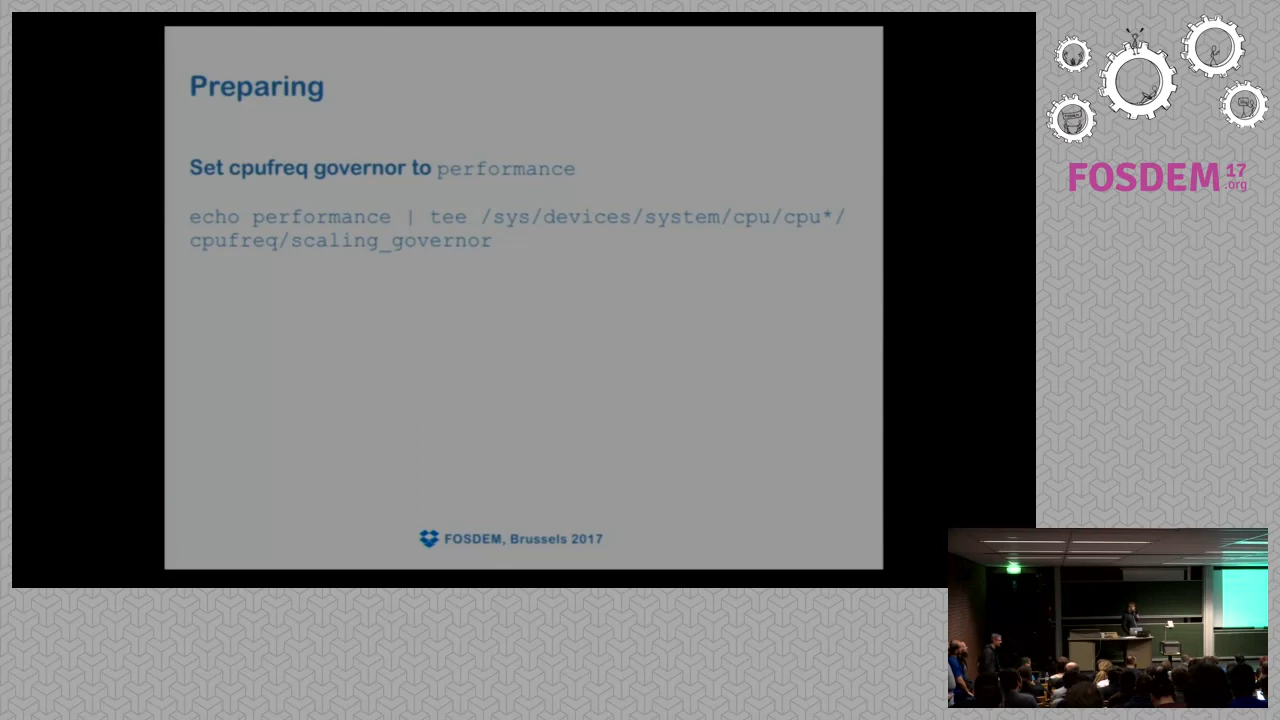 Preparing
Set cpufreq governor to performance
echo performance | tee /sys/devices/system/cpu/cpu*/
cpufreq/scaling_governor
FOSDEM, Brussels 2017
FOSDEM 17
.org